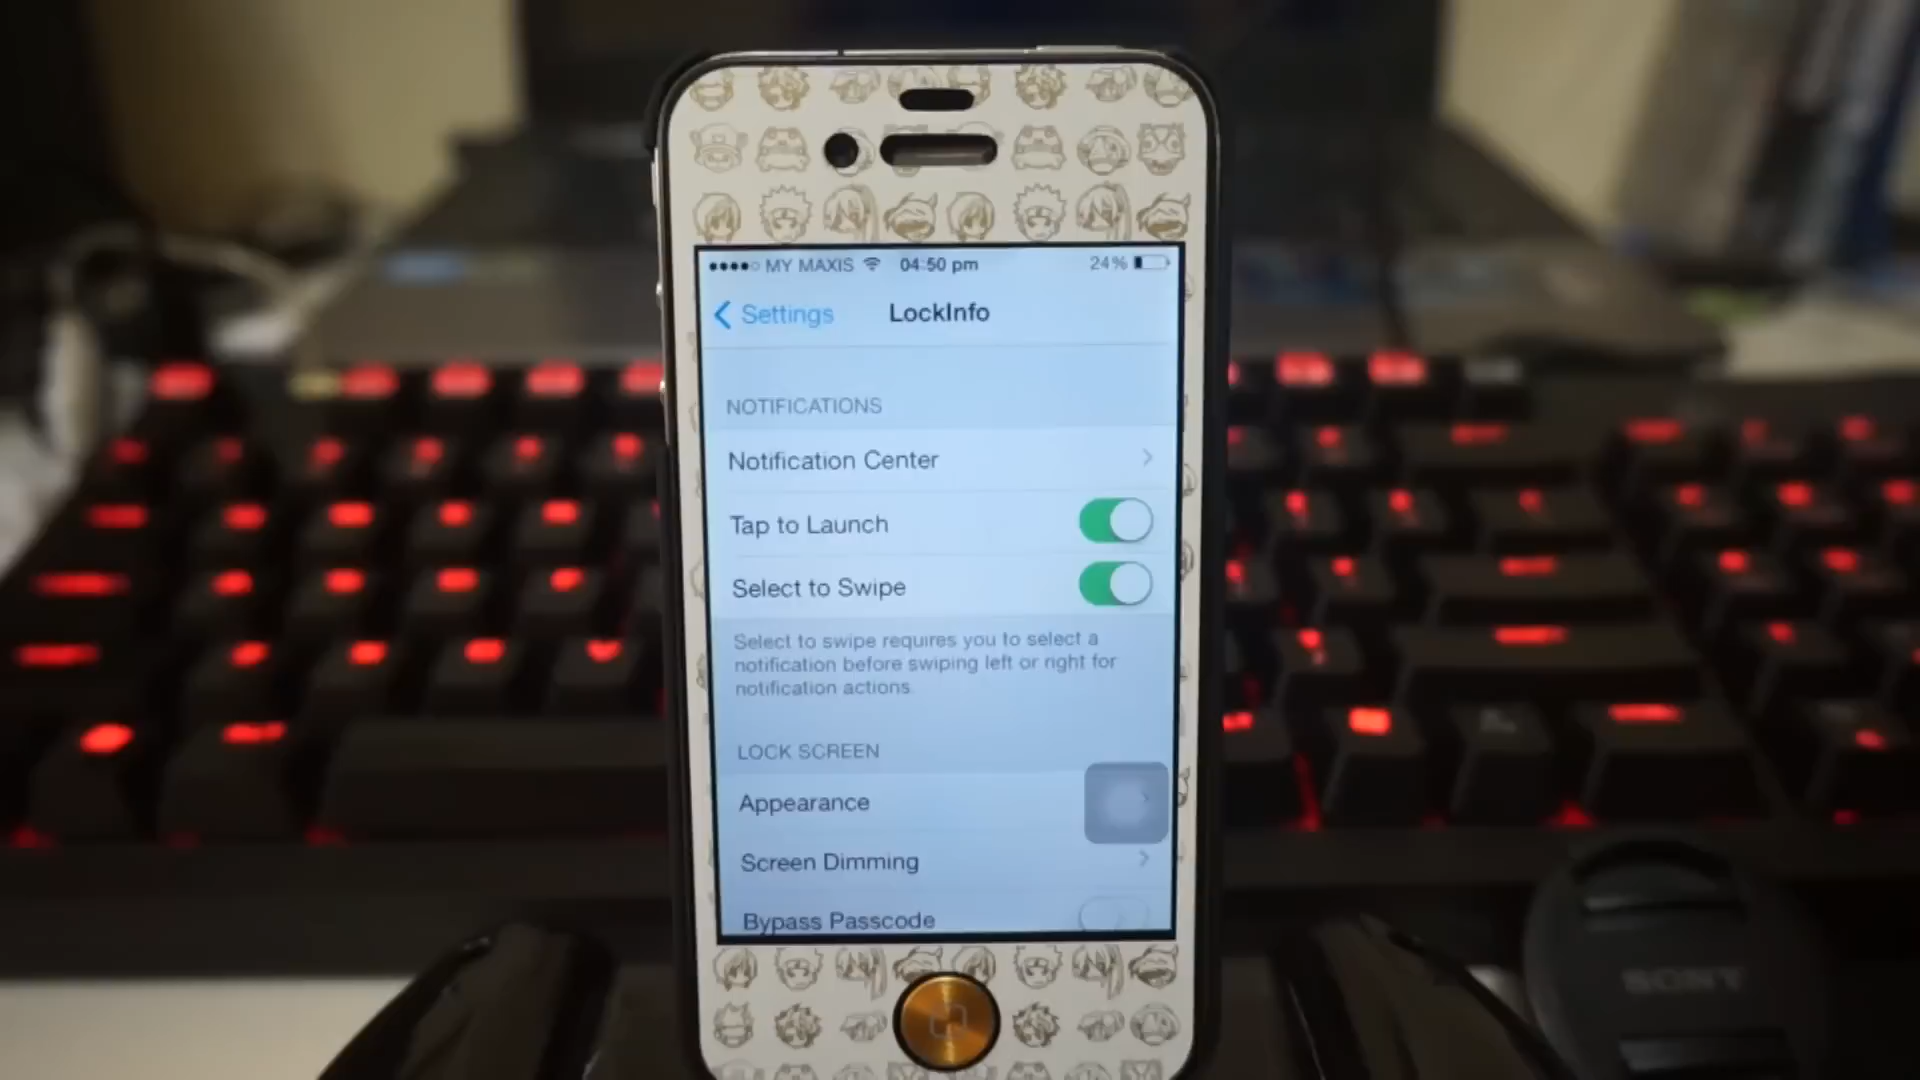 MY MAXIS 04:50 pm 24%
Settings LockInfo
NOTIFICATIONS
Notification Center
Tap to Launch
Select to Swipe
Select to swipe requires you to select a
notification before swiping left or right for
notification actions.
LOCK SCREEN
Appearance
Screen Dimming
Bypass Passcode
SONY